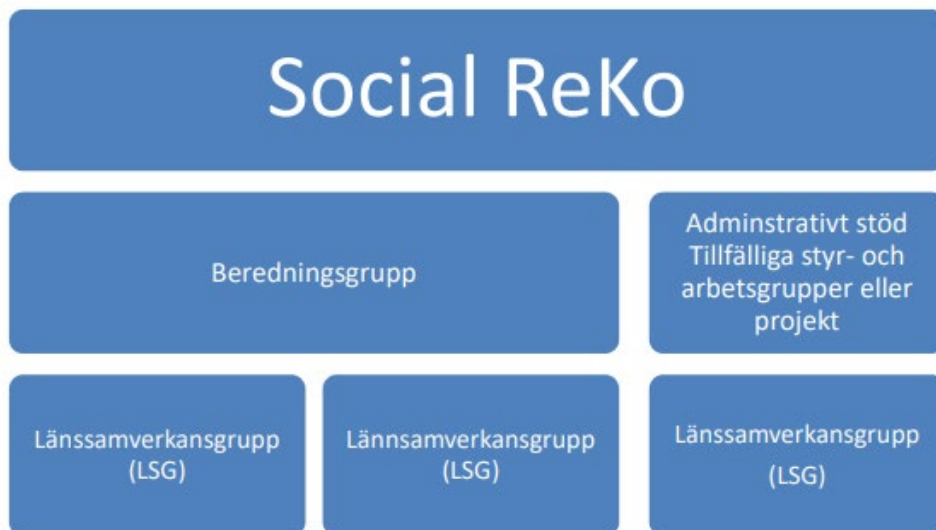 Social ReKo
Beredningsgrupp
Adminstrativt stöd
Tillfälliga styr- och
arbetsgrupper eller
projekt
Länssamverkansgrupp
(LSG)
Lännsamverkansgrupp
(LSG)
Länssamverkansgrupp
(LSG)